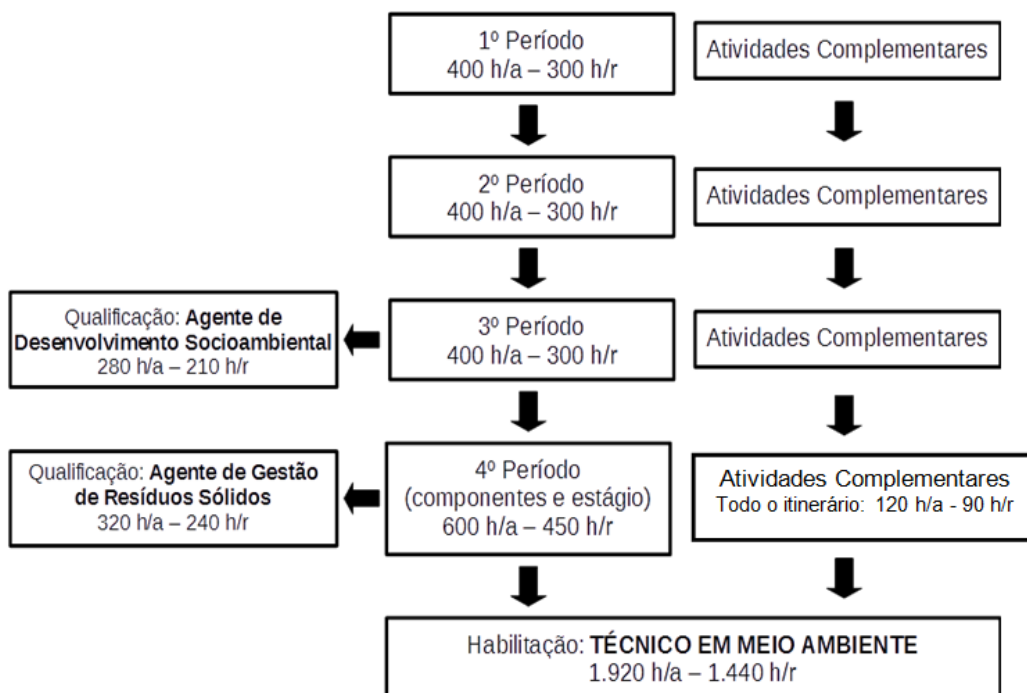 1º Período
400 h/a – 300 h/r
Atividades Complementares
2º Período
400 h/a – 300 h/r
Atividades Complementares
Qualificação: Agente de
Desenvolvimento Socioambiental
280 h/a – 210 h/r
3º Período
400 h/a – 300 h/r
Atividades Complementares
Qualificação: Agente de Gestão
de Resíduos Sólidos
320 h/a – 240 h/r
4º Período
(componentes e estágio)
600 h/a – 450 h/r
Atividades Complementares
Todo o itinerário: 120 h/a - 90 h/r
Habilitação: TÉCNICO EM MEIO AMBIENTE
1.920 h/a – 1.440 h/r